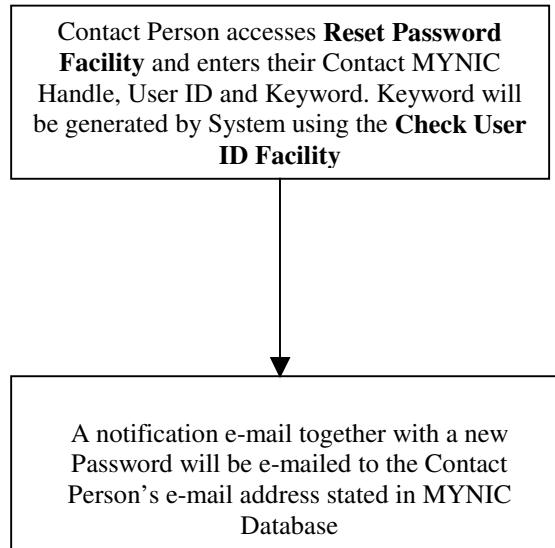 Contact Person accesses Reset Password
Facility and enters their Contact MYNIC
Handle, User ID and Keyword. Keyword will
be generated by System using the Check User
ID Facility
A notification e-mail together with a new
Password will be e-mailed to the Contact
Person's e-mail address stated in MYNIC
Database